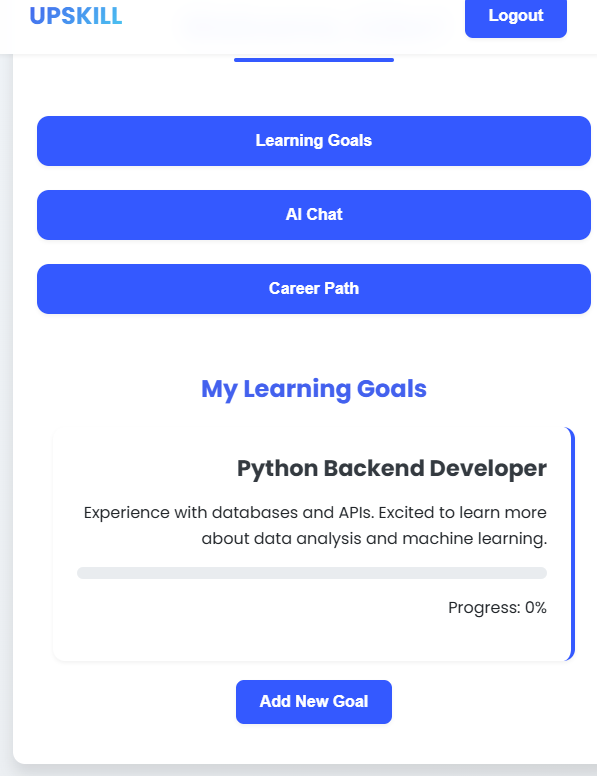 UPSKILL
Logout
Learning Goals
AI Chat
Career Path
My Learning Goals
Python Backend Developer
Experience with databases and APIs. Excited to learn more
about data analysis and machine learning.
Progress: 0%
Add New Goal